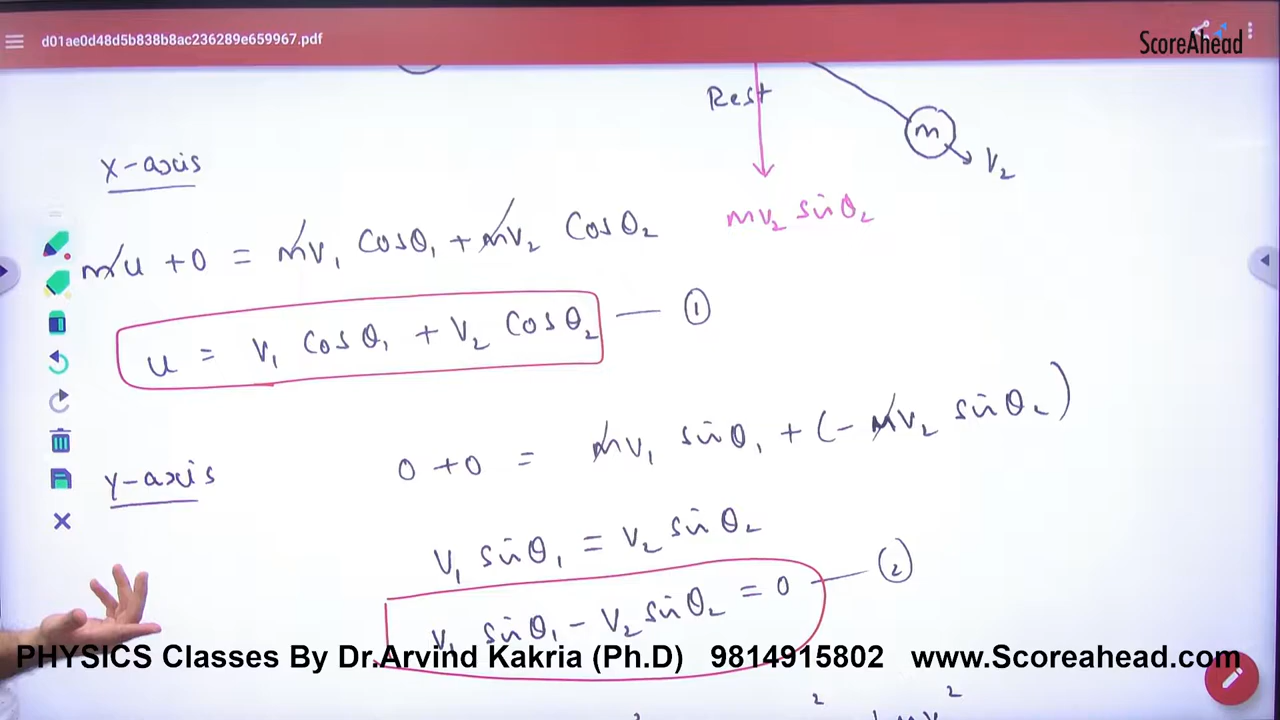 d01ae0d48d5b838b8ac236289e659967.pdf
ScoreAhead
Rest
m
V₂
X-axis
mv₂ sinθ₂
mu + 0 = mv₁ Cosθ₁ + mv₂ Cosθ₂
u = V₁ Cosθ₁ + V₂ Cosθ₂ — ①
y-axis
0 + 0 = mv₁ sinθ₁ + (- mv₂ sinθ₂)
V₁ sinθ₁ = V₂ sinθ₂
V₁ sinθ₁ - V₂ sinθ₂ = 0 — ②
PHYSICS Classes By Dr.Arvind Kakria (Ph.D) 9814915802 www.Scoreahead.com